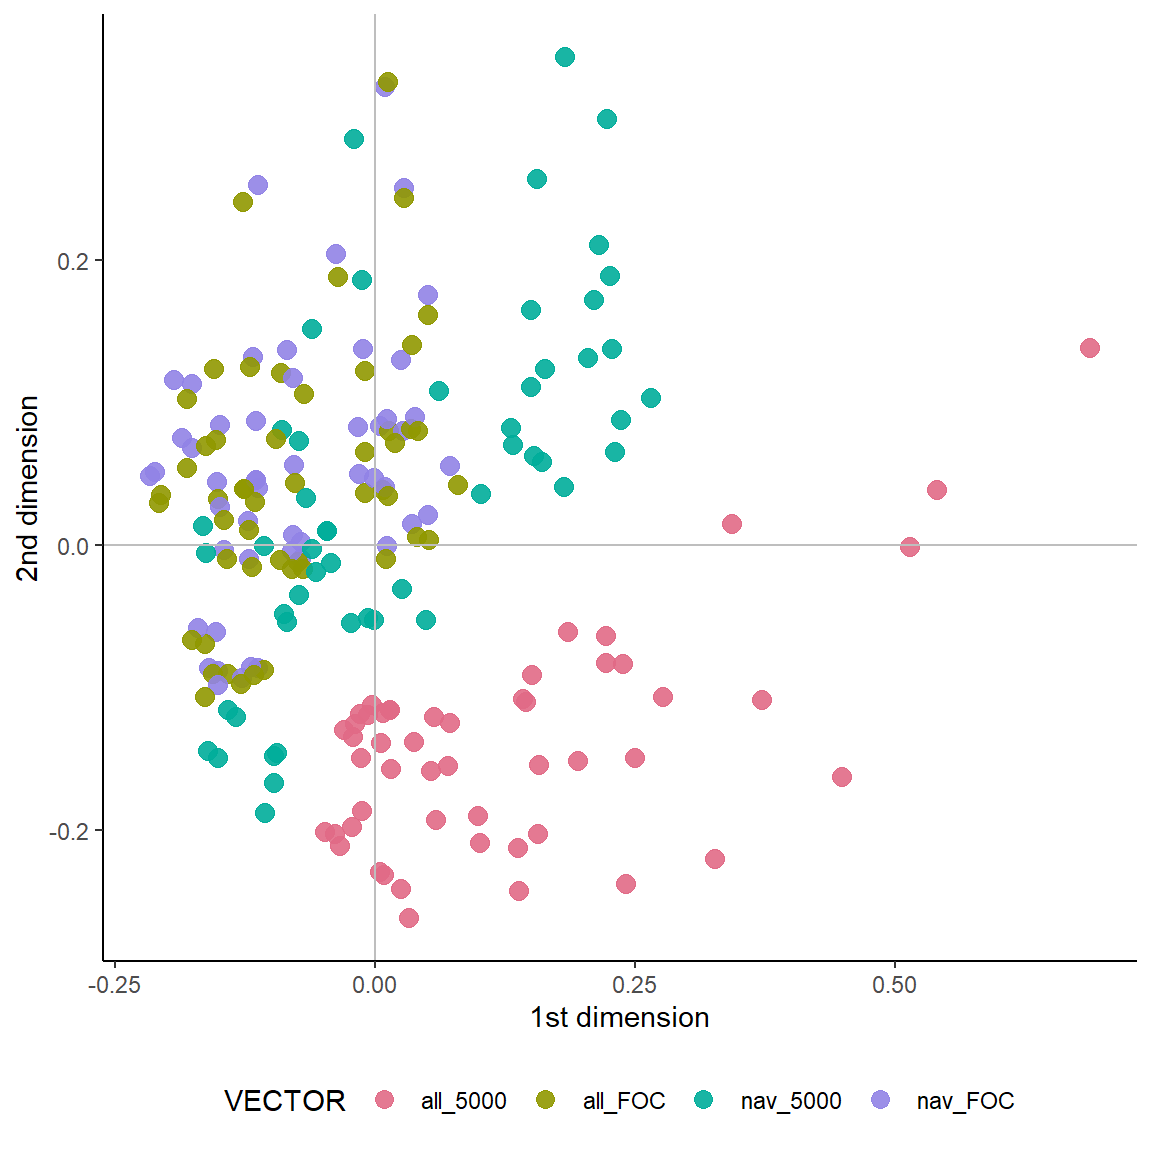 2nd dimension
0.2
0.0
-0.2
-0.25 0.00 0.25 0.50
1st dimension
VECTOR all_5000 all_FOC nav_5000 nav_FOC